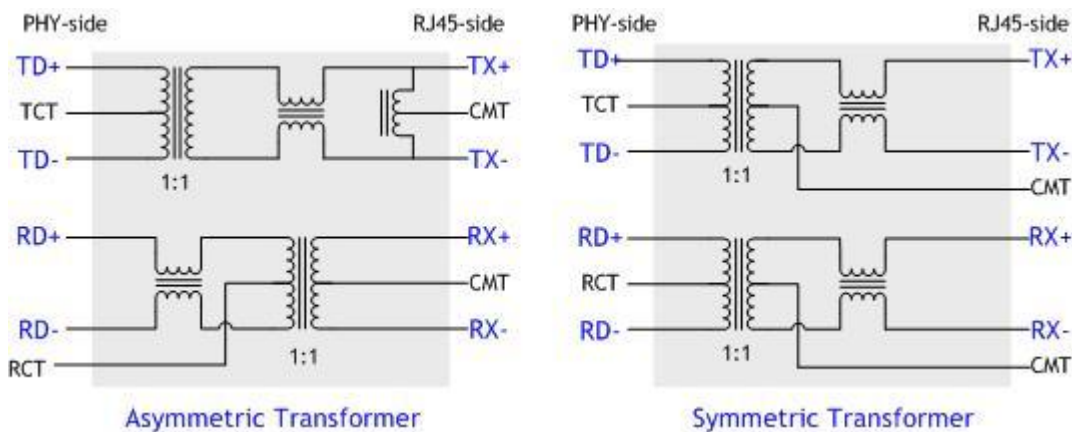 PHY-side RJ45-side PHY-side RJ45-side
TD+ TX+ TD+ TX+
TCT CMT TCT
TD- TX- TD- TX-
1:1 1:1 CMT
RD+ RX+ RD+ RX+
CMT RCT
RD- RX- RD- RX-
RCT 1:1 1:1 CMT
Asymmetric Transformer Symmetric Transformer